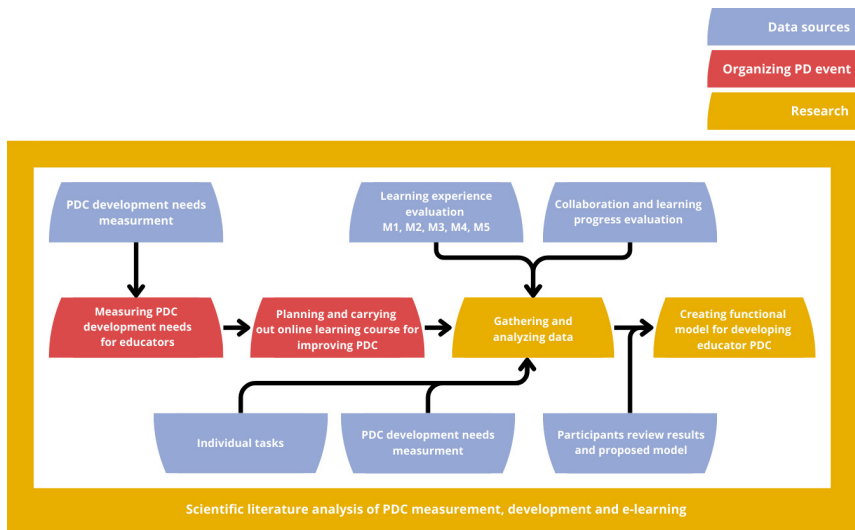 Data sources
Organizing PD event
Research
PDC development needs
measurment
Learning experience
evaluation
M1, M2, M3, M4, M5
Collaboration and learning
progress evaluation
Measuring PDC
development needs
for educators
Planning and carrying
out online learning course for
improving PDC
Gathering and
analyzing data
Creating functional
model for developing
educator PDC
Individual tasks
PDC development needs
measurment
Participants review results
and proposed model
Scientific literature analysis of PDC measurement, development and e-learning